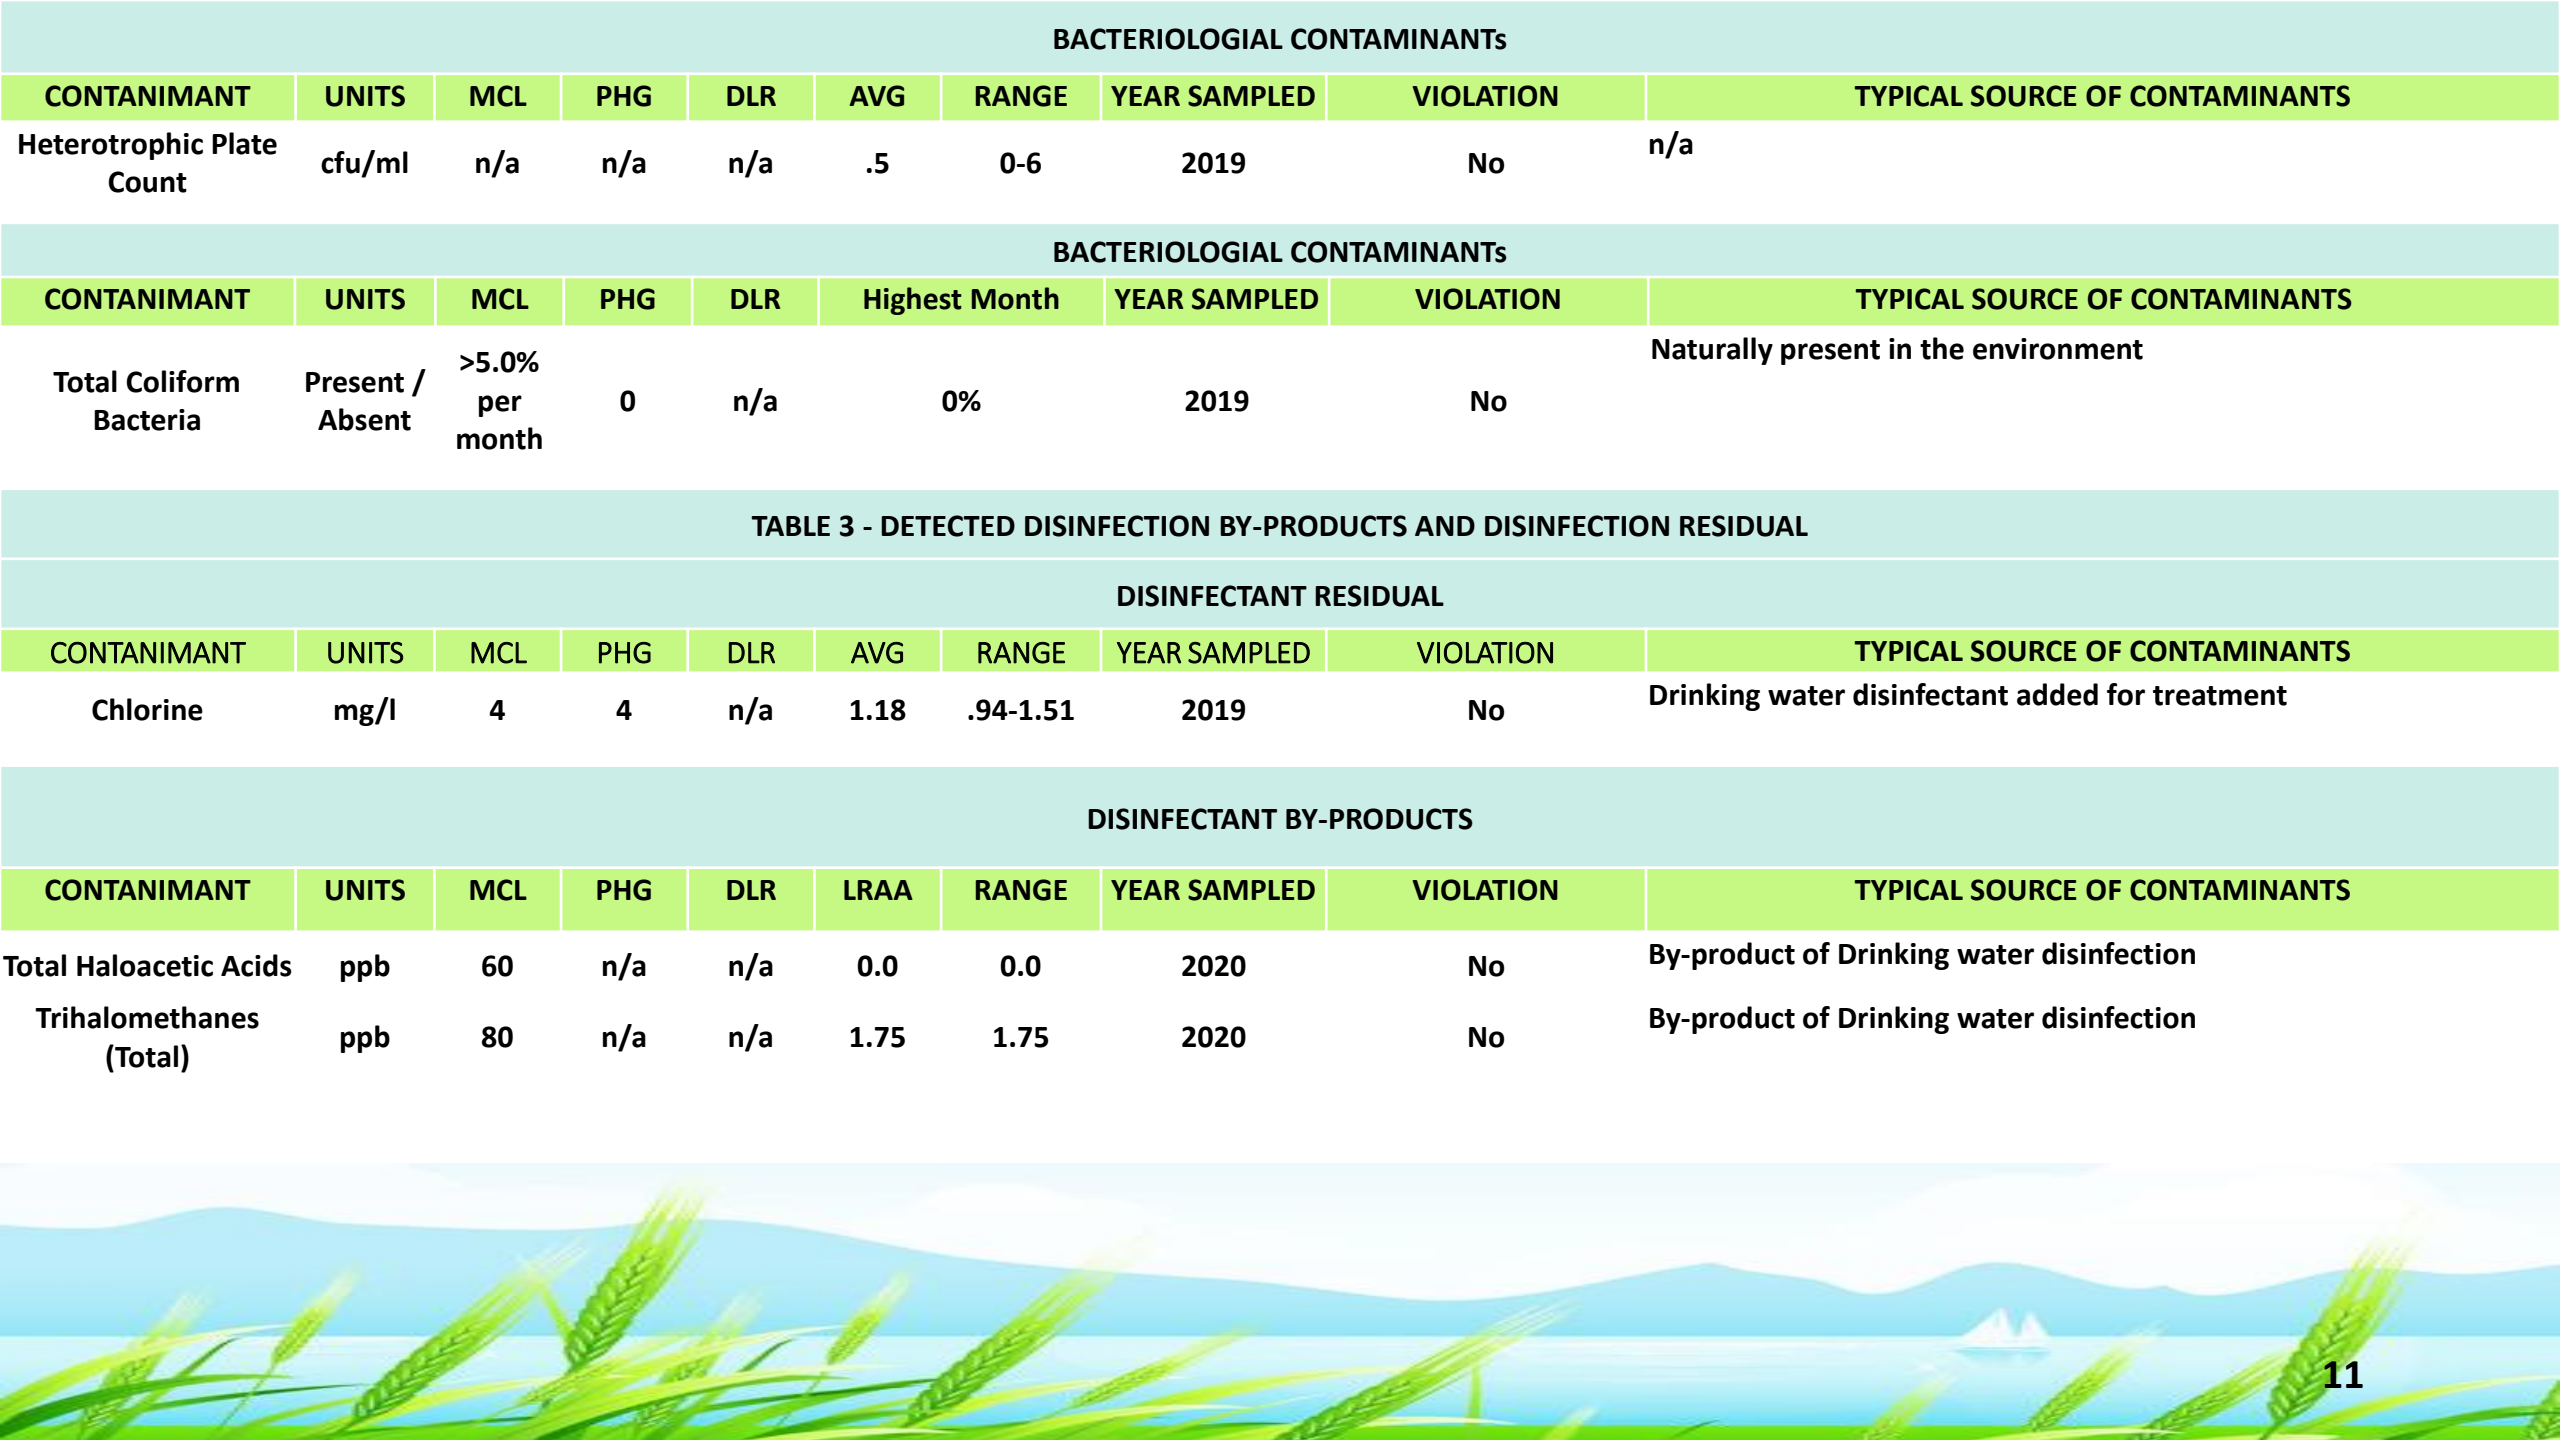 BACTERIOLOGIAL CONTAMINANTs
CONTANIMANT UNITS MCL PHG DLR AVG RANGE YEAR SAMPLED VIOLATION TYPICAL SOURCE OF CONTAMINANTS
Heterotrophic Plate
Count cfu/ml n/a n/a n/a .5 0-6 2019 No n/a
BACTERIOLOGIAL CONTAMINANTs
CONTANIMANT UNITS MCL PHG DLR Highest Month YEAR SAMPLED VIOLATION TYPICAL SOURCE OF CONTAMINANTS
Total Coliform
Bacteria
Present /
Absent
>5.0%
per
month
0 n/a 0% 2019 No Naturally present in the environment
TABLE 3 - DETECTED DISINFECTION BY-PRODUCTS AND DISINFECTION RESIDUAL
DISINFECTANT RESIDUAL
CONTANIMANT UNITS MCL PHG DLR AVG RANGE YEAR SAMPLED VIOLATION TYPICAL SOURCE OF CONTAMINANTS
Chlorine mg/l 4 4 n/a 1.18 .94-1.51 2019 No Drinking water disinfectant added for treatment
DISINFECTANT BY-PRODUCTS
CONTANIMANT UNITS MCL PHG DLR LRAA RANGE YEAR SAMPLED VIOLATION TYPICAL SOURCE OF CONTAMINANTS
Total Haloacetic Acids ppb 60 n/a n/a 0.0 0.0 2020 No By-product of Drinking water disinfection
Trihalomethanes
(Total) ppb 80 n/a n/a 1.75 1.75 2020 No By-product of Drinking water disinfection
11